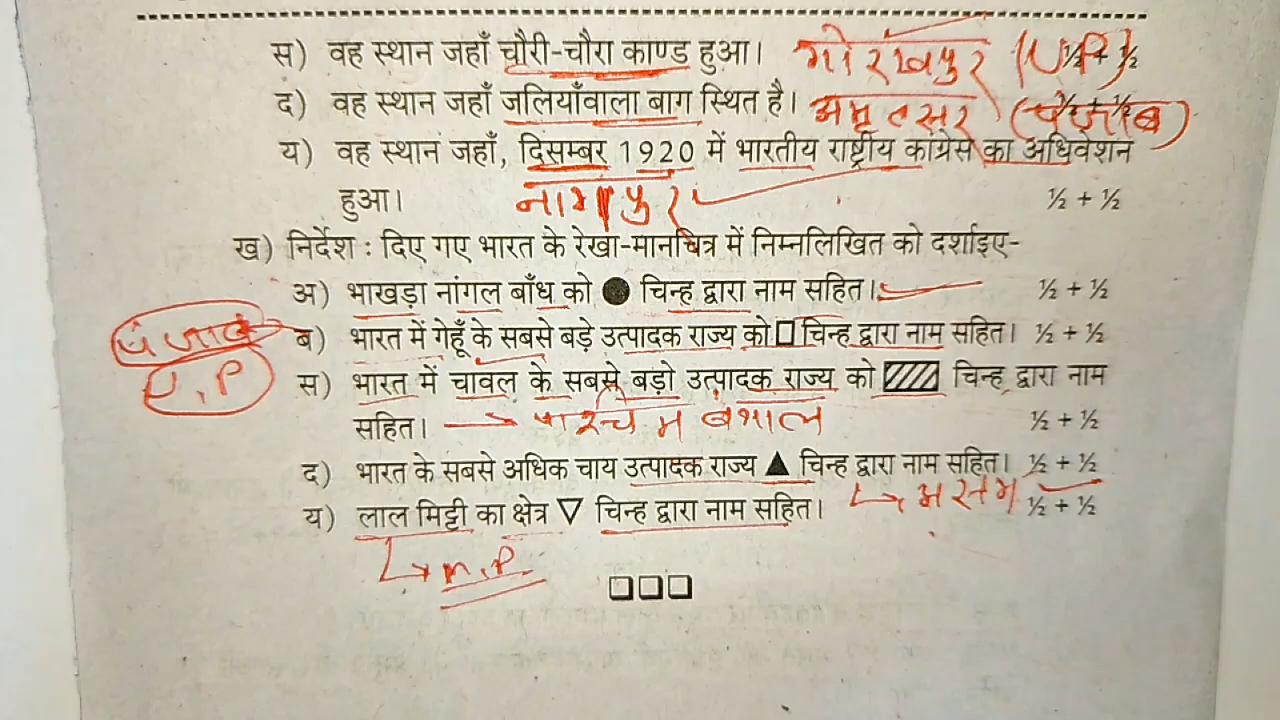 स) वह स्थान जहाँ चौरी-चौरा काण्ड हुआ। गोरखपुर (UP) ½ + ½
द) वह स्थान जहाँ जलियाँवाला बाग स्थित है। अमृतसर (पंजाब) ½ + ½
य) वह स्थान जहाँ, दिसम्बर 1920 में भारतीय राष्ट्रीय कांग्रेस का अधिवेशन
हुआ। नागपुर ½ + ½
ख) निर्देश : दिए गए भारत के रेखा-मानचित्र में निम्नलिखित को दर्शाइए-
अ) भाखड़ा नांगल बाँध को ● चिन्ह द्वारा नाम सहित। ½ + ½
पंजाब ब) भारत में गेहूँ के सबसे बड़े उत्पादक राज्य को □ चिन्ह द्वारा नाम सहित। ½ + ½
U.P स) भारत में चावल के सबसे बड़ो उत्पादक राज्य को ▨ चिन्ह द्वारा नाम
सहित। → पश्चिम बंगाल ½ + ½
द) भारत के सबसे अधिक चाय उत्पादक राज्य ▲ चिन्ह द्वारा नाम सहित। ½ + ½
य) लाल मिट्टी का क्षेत्र ▽ चिन्ह द्वारा नाम सहित। ↳ असम ½ + ½
↳ M.P
□□□